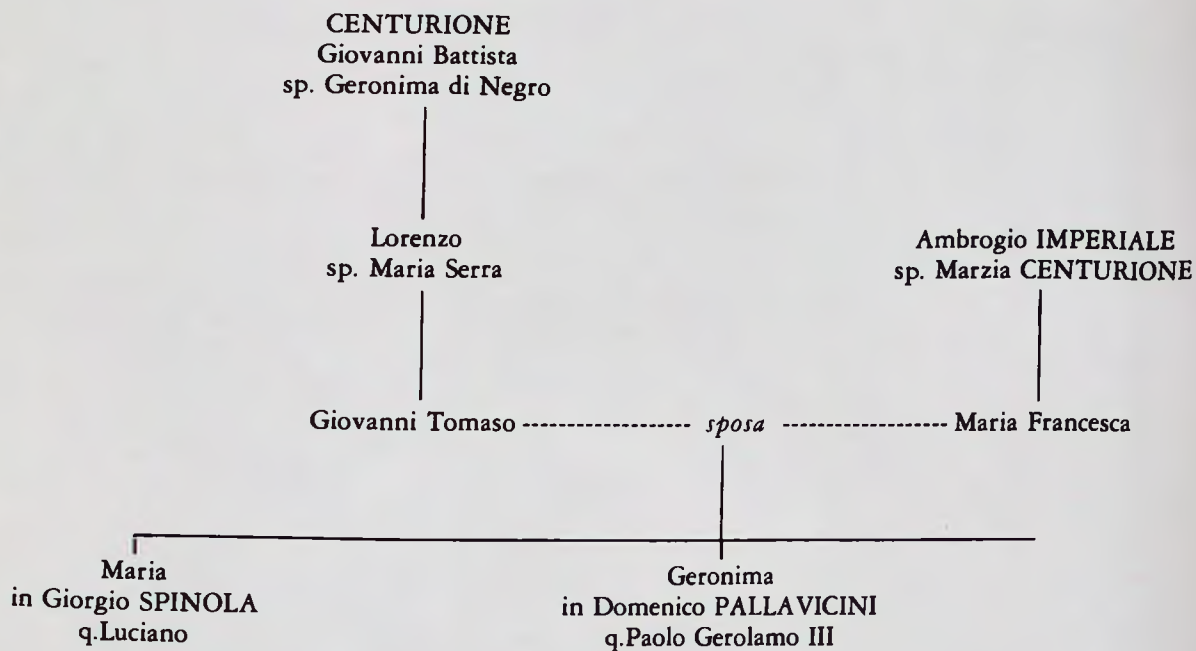 CENTURIONE
Giovanni Battista
sp. Geronima di Negro
Lorenzo
sp. Maria Serra
Ambrogio IMPERIALE
sp. Marzia CENTURIONE
Giovanni Tomaso ---------------- sposa ---------------- Maria Francesca
Maria
in Giorgio SPINOLA
q.Luciano
Geronima
in Domenico PALLAVICINI
q.Paolo Gerolamo III